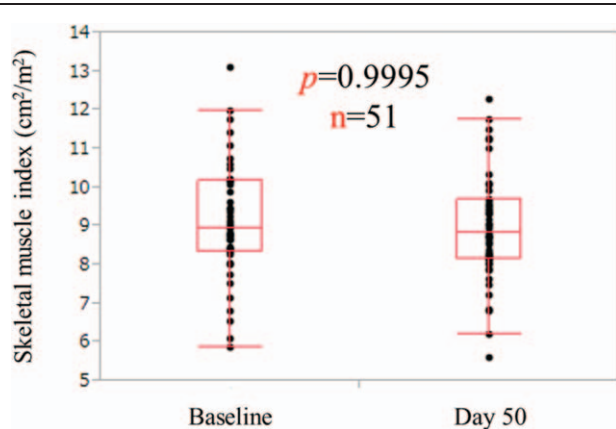 14
13
12
11
10
9
8
7
6
5
Skeletal muscle index (cm²/m²)
p=0.9995
n=51
Baseline
Day 50